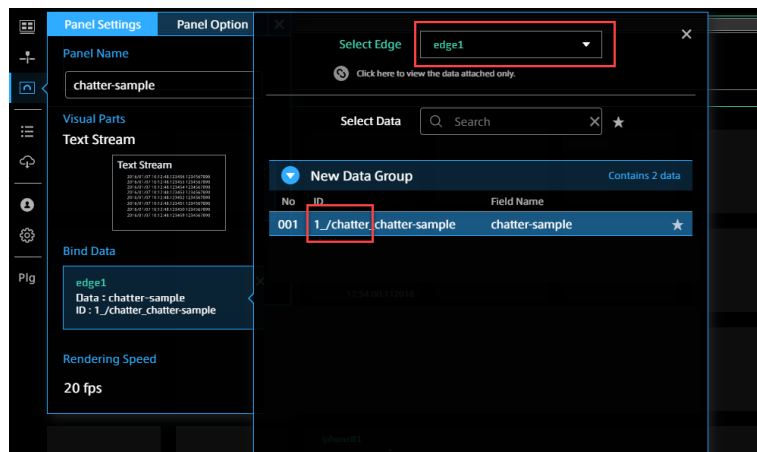 Panel Settings
Panel Option
Panel Name
chatter-sample
Visual Parts
Text Stream
Text Stream
Bind Data
edge1
Data : chatter-sample
ID : 1_/chatter_chatter-sample
Rendering Speed
20 fps
Plg
Select Edge
edge1
Click here to view the data attached only.
Select Data
Search
New Data Group
Contains 2 data
No ID Field Name
001 1_/chatter_chatter-sample chatter-sample